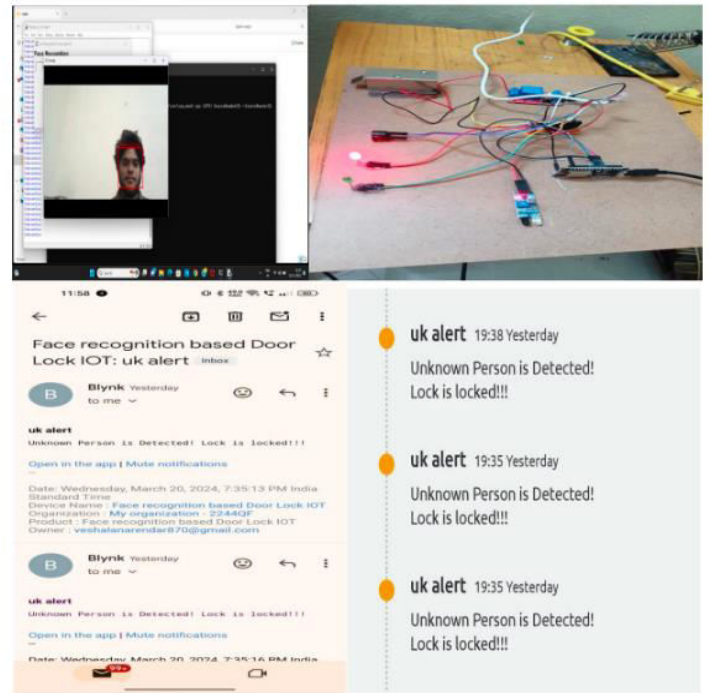 11:58
Face recognition based Door
Lock IOT: uk alert Inbox
B
Blynk Yesterday
to me
uk alert
Unknown Person is Detected! Lock is locked!!!
Open in the app | Mute notifications
Date: Wednesday, March 20, 2024, 7:35:13 PM India
Standard Time
Device Name : Face recognition based Door Lock IOT
Organization : My organization - 2244QF
Product : Face recognition based Door Lock IOT
Owner : veshalanarendar870@gmail.com
B
Blynk Yesterday
to me
uk alert
Unknown Person is Detected! Lock is locked!!!
Open in the app | Mute notifications
Date: Wednesday, March 20, 2024, 7:35:16 PM India
99+
uk alert 19:38 Yesterday
Unknown Person is Detected!
Lock is locked!!!
uk alert 19:35 Yesterday
Unknown Person is Detected!
Lock is locked!!!
uk alert 19:35 Yesterday
Unknown Person is Detected!
Lock is locked!!!